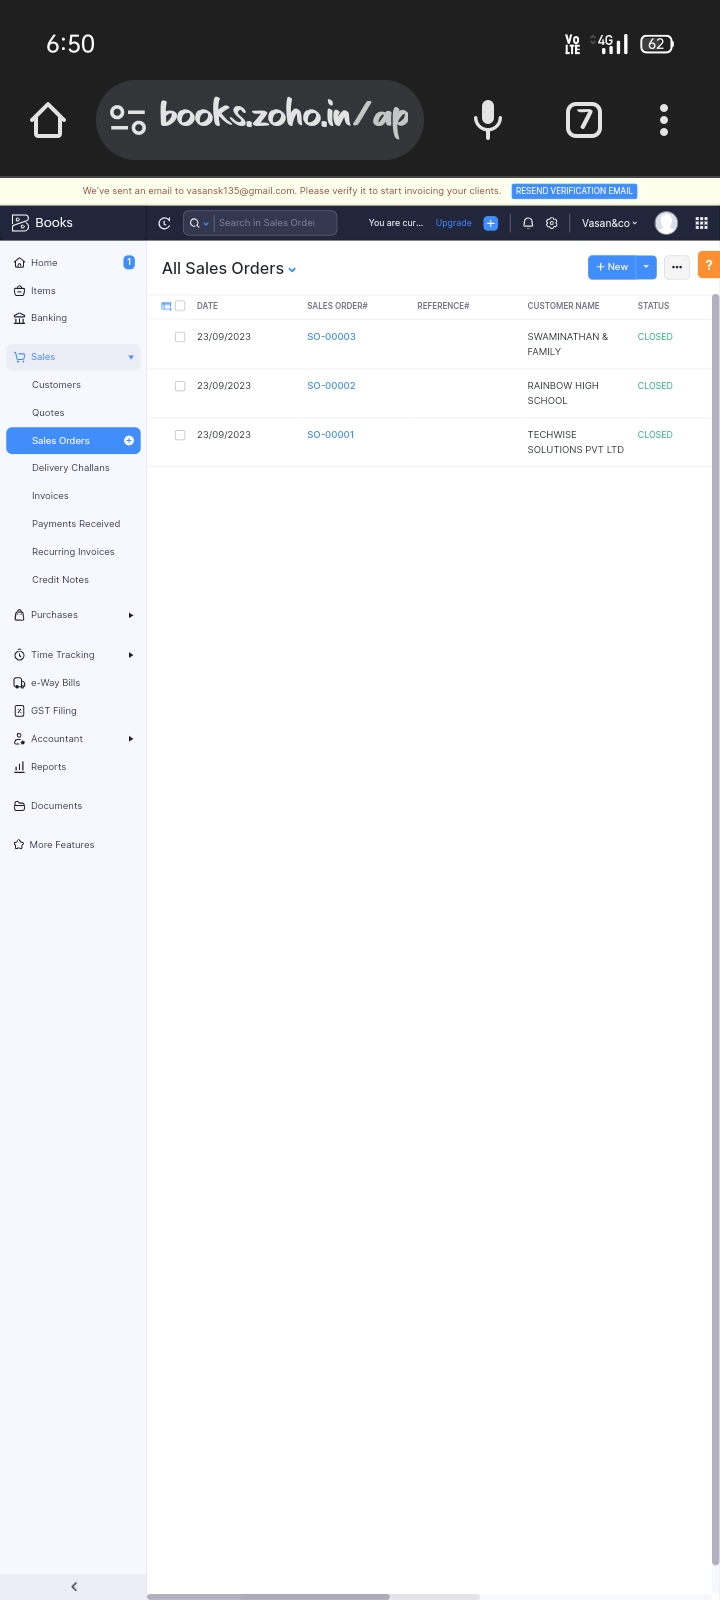 6:50
Vo LTE 4G 62
books.zoho.in/ap
7
We've sent an email to vasansk135@gmail.com. Please verify it to start invoicing your clients. RESEND VERIFICATION EMAIL
Books
Search in Sales Order
You are cur... Upgrade
Vasan&co
Home 1
Items
Banking
Sales
Customers
Quotes
Sales Orders
Delivery Challans
Invoices
Payments Received
Recurring Invoices
Credit Notes
Purchases
Time Tracking
e-Way Bills
GST Filing
Accountant
Reports
Documents
More Features
All Sales Orders
+ New
...
?
DATE SALES ORDER# REFERENCE# CUSTOMER NAME STATUS
23/09/2023 SO-00003 SWAMINATHAN & CLOSED
FAMILY
23/09/2023 SO-00002 RAINBOW HIGH CLOSED
SCHOOL
23/09/2023 SO-00001 TECHWISE CLOSED
SOLUTIONS PVT LTD